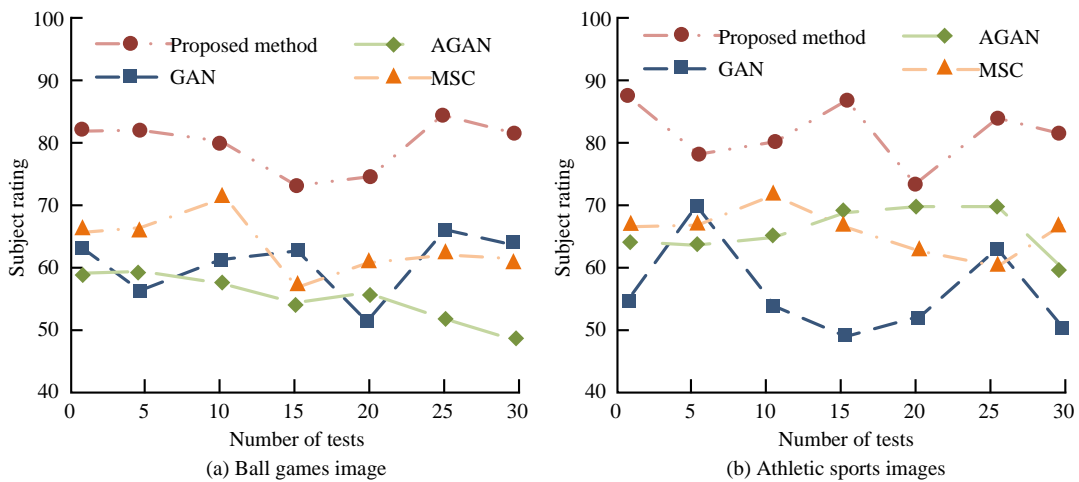 100
90
80
70
60
50
40
Subject rating
Proposed method
AGAN
GAN
MSC
0 5 10 15 20 25 30
Number of tests
(a) Ball games image
100
90
80
70
60
50
40
Subject rating
Proposed method
AGAN
GAN
MSC
0 5 10 15 20 25 30
Number of tests
(b) Athletic sports images